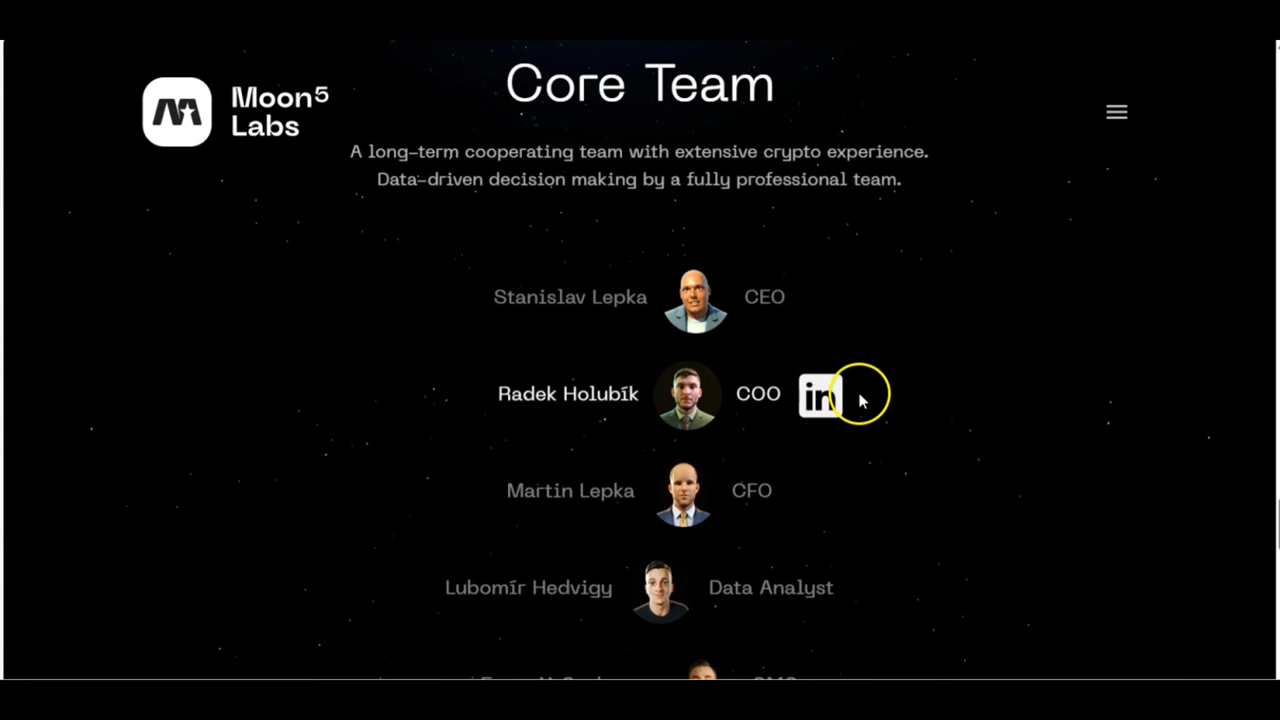 Core Team
Moon⁵
Labs
A long-term cooperating team with extensive crypto experience.
Data-driven decision making by a fully professional team.
Stanislav Lepka CEO
Radek Holubík COO in
Martin Lepka CFO
Lubomír Hedvigy Data Analyst